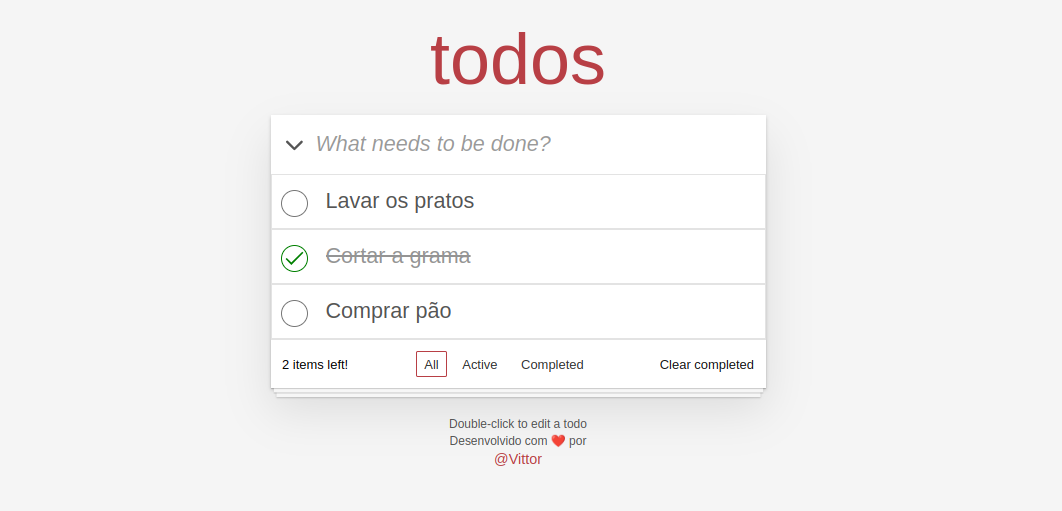 todos
What needs to be done?
Lavar os pratos
Cortar a grama
Comprar pão
2 items left! All Active Completed Clear completed
Double-click to edit a todo
Desenvolvido com ❤️ por
@Vittor